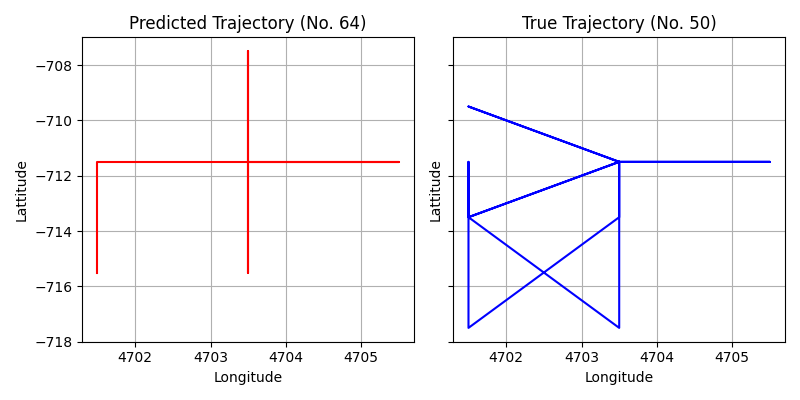 Predicted Trajectory (No. 64)
True Trajectory (No. 50)
−708
−710
−712
−714
−716
−718
Lattitude
Lattitude
4702
4703
4704
4705
4702
4703
4704
4705
Longitude
Longitude